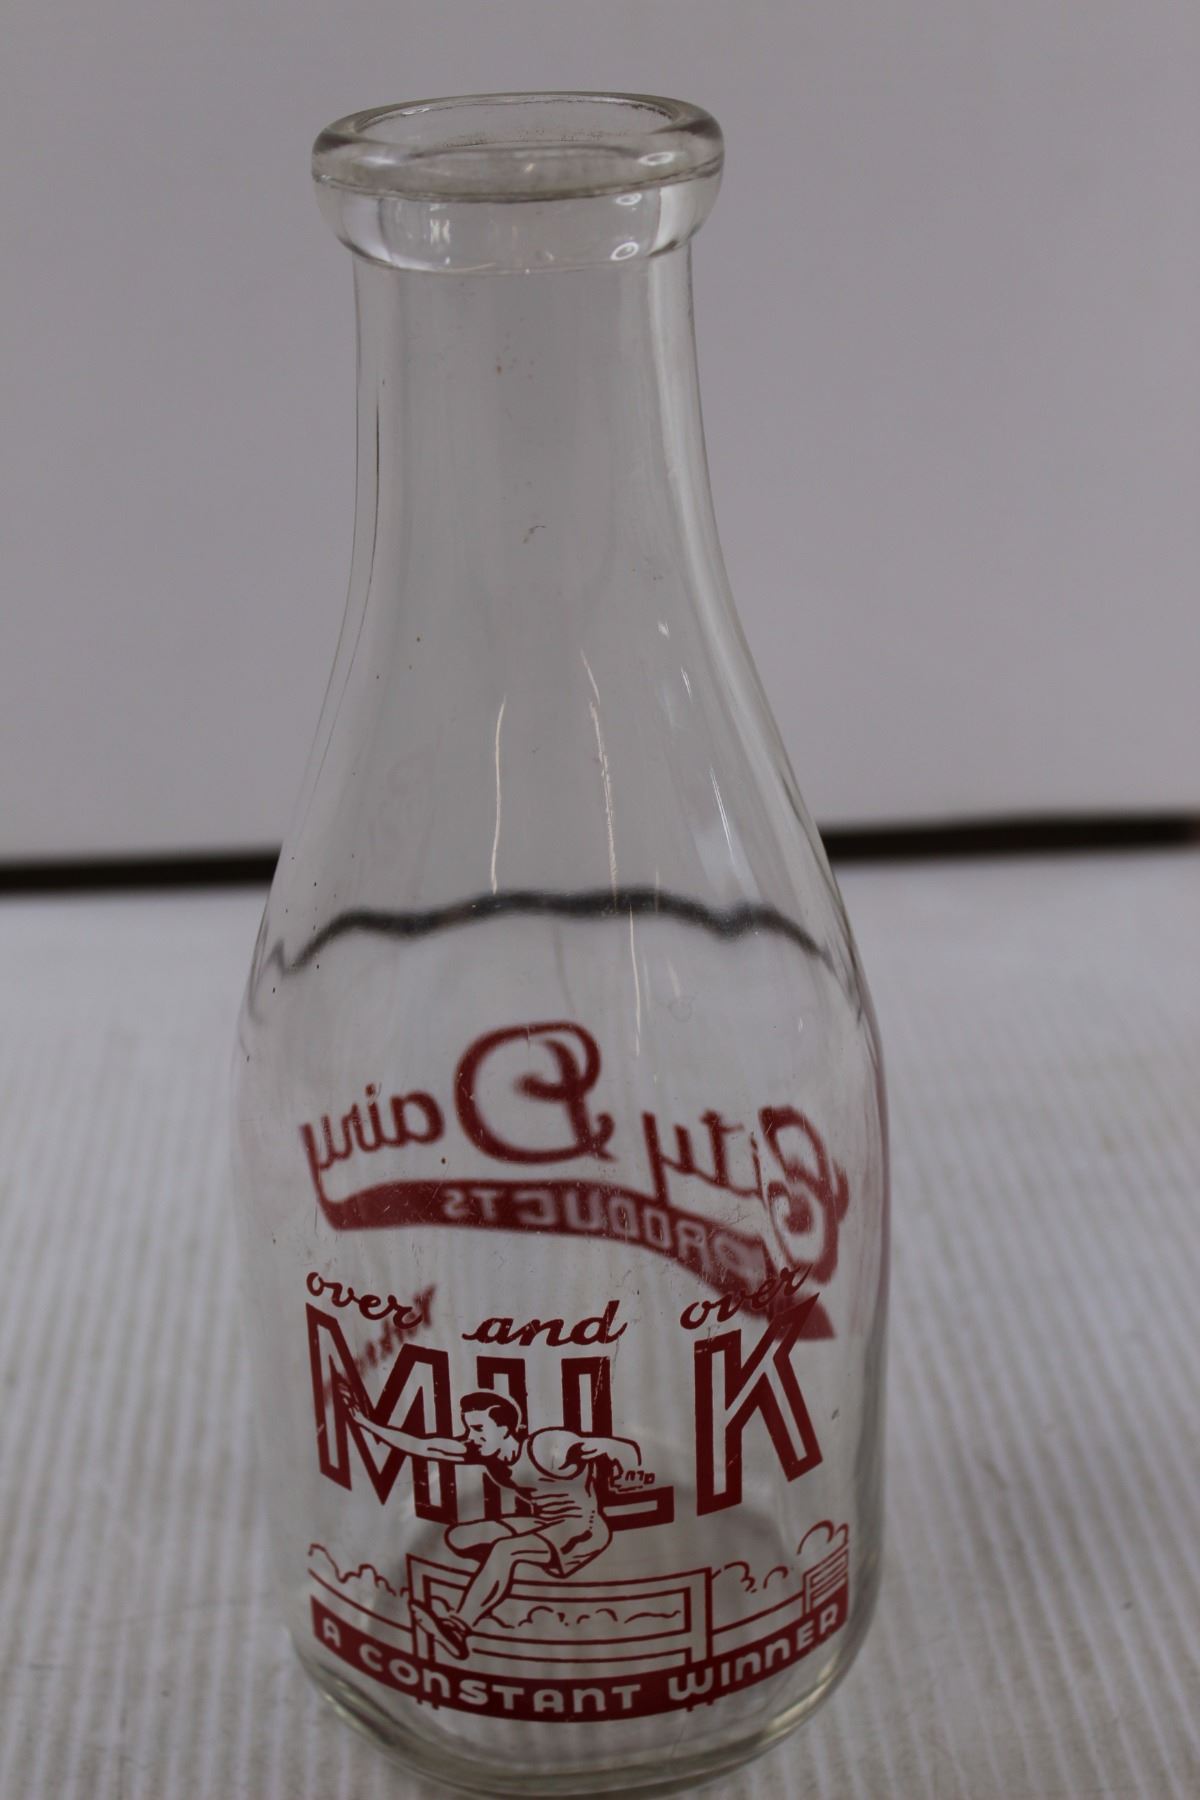 City Dairy
PRODUCTS
over and over
MILK
A CONSTANT WINNER